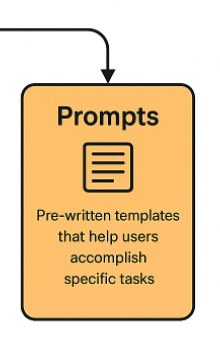 Prompts
Pre-written templates
that help users
accomplish
specific tasks